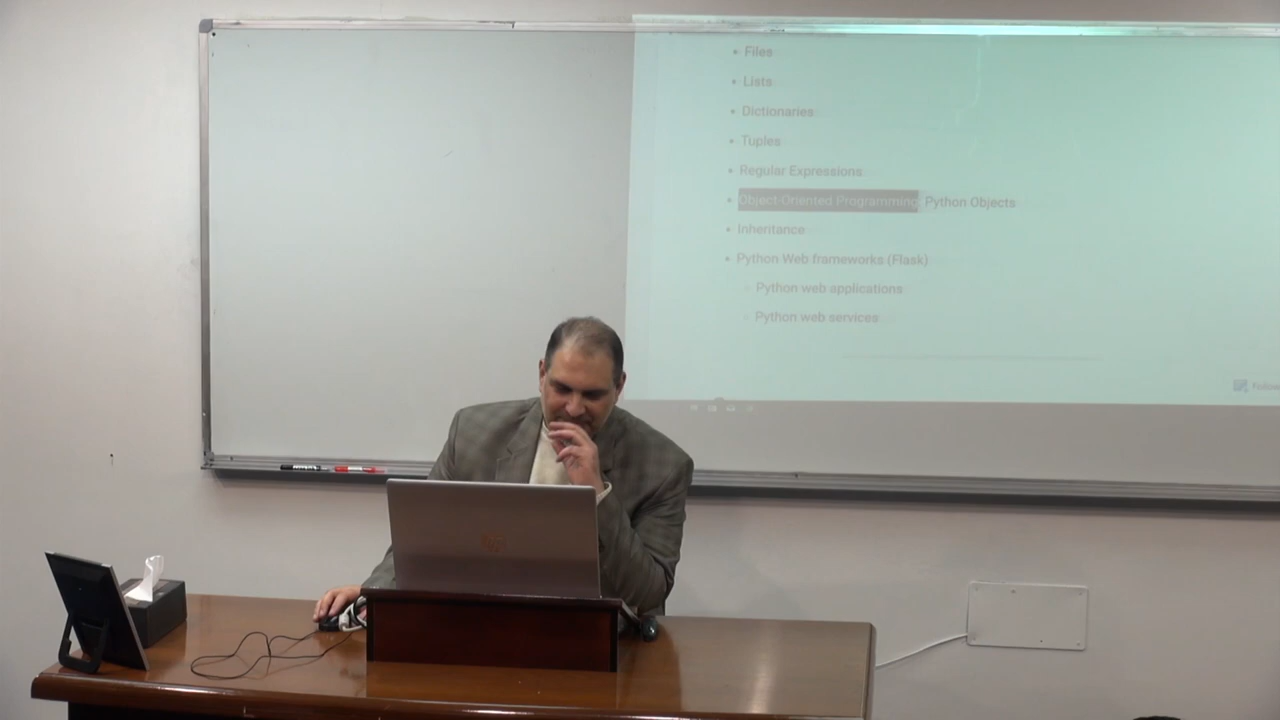 Files
Lists
Dictionaries
Tuples
Regular Expressions
Object Oriented Programming, Python Objects
Inheritance
Python Web frameworks (Flask)
Python web applications
Python web services